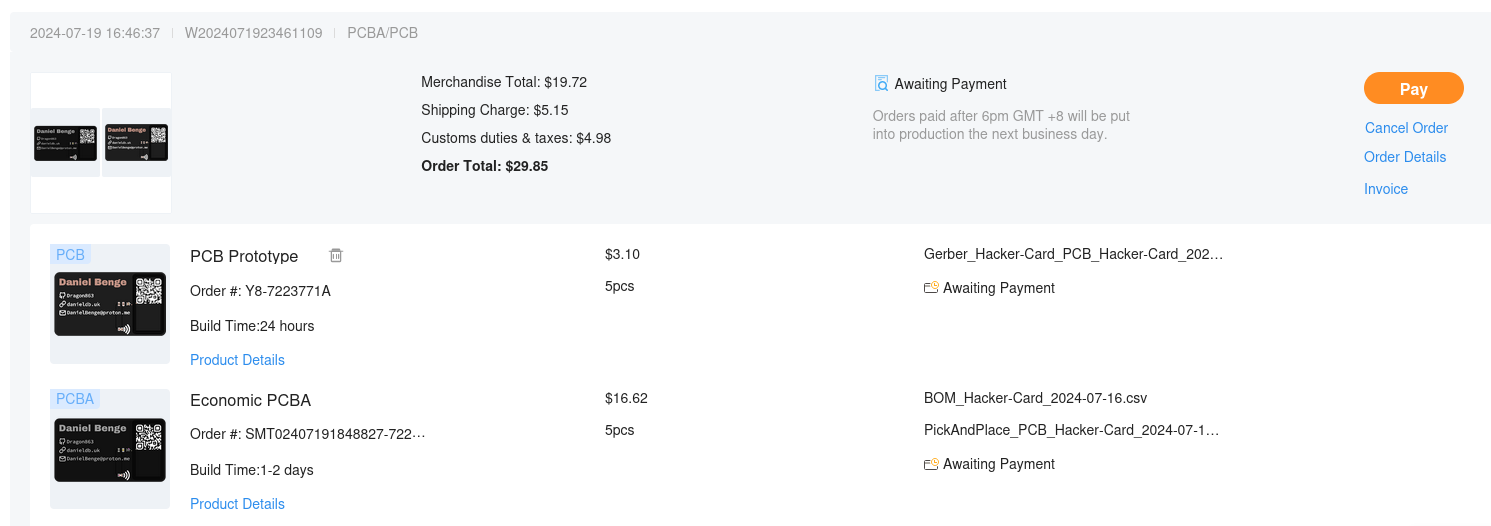 2024-07-19 16:46:37 W2024071923461109 PCBA/PCB
Daniel Benge
Daniel Benge
Merchandise Total: $19.72
Shipping Charge: $5.15
Customs duties & taxes: $4.98
Order Total: $29.85
Awaiting Payment
Orders paid after 6pm GMT +8 will be put
into production the next business day.
Pay
Cancel Order
Order Details
Invoice
PCB
Daniel Benge
Dragon863
danieldb.uk
DanielBenge@proton.me
PCB Prototype
Order #: Y8-7223771A
Build Time:24 hours
Product Details
$3.10
5pcs
Gerber_Hacker-Card_PCB_Hacker-Card_202…
Awaiting Payment
PCBA
Daniel Benge
Dragon863
danieldb.uk
DanielBenge@proton.me
Economic PCBA
Order #: SMT02407191848827-722…
Build Time:1-2 days
Product Details
$16.62
5pcs
BOM_Hacker-Card_2024-07-16.csv
PickAndPlace_PCB_Hacker-Card_2024-07-1…
Awaiting Payment